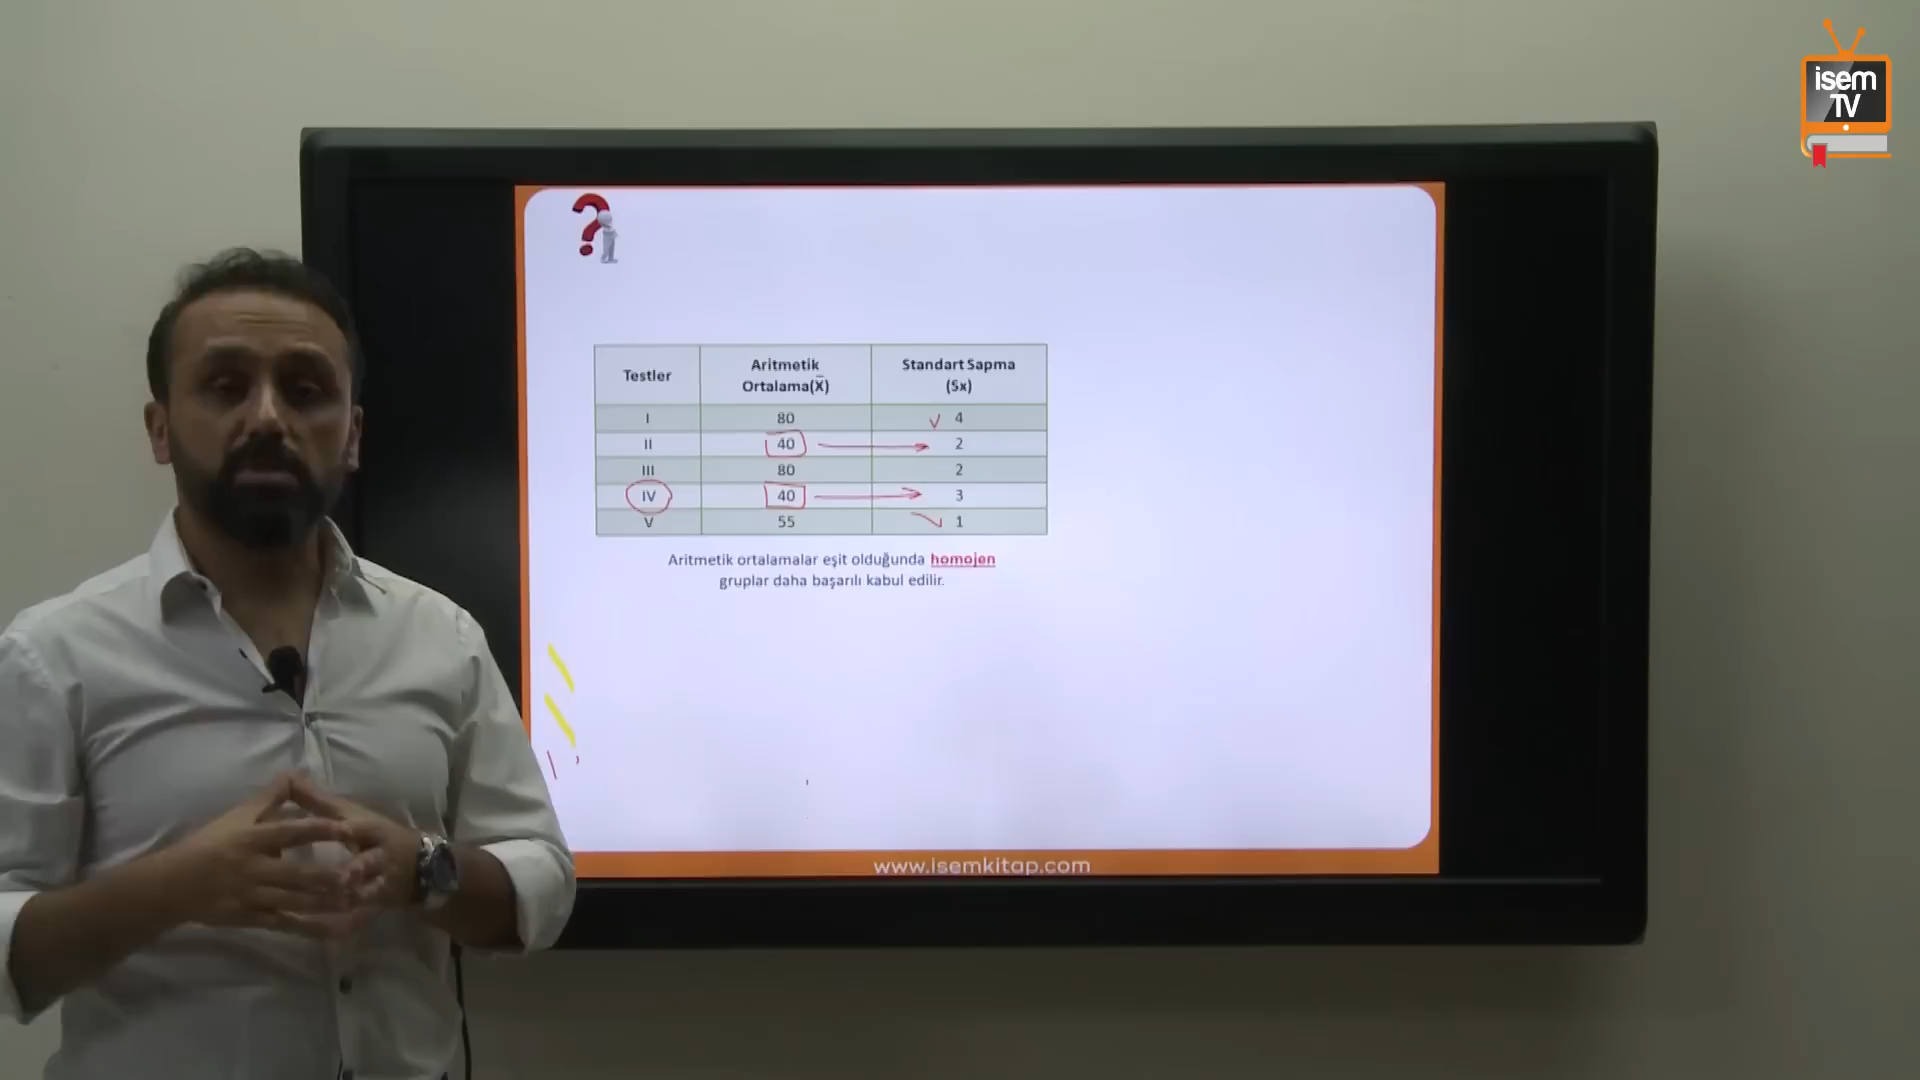 isem
TV
Testler Aritmetik Ortalama(X̄) Standart Sapma (Sx)
I 80 4
II 40 2
III 80 2
IV 40 3
V 55 1
Aritmetik ortalamalar eşit olduğunda homojen
gruplar daha başarılı kabul edilir.
www.isemkitap.com